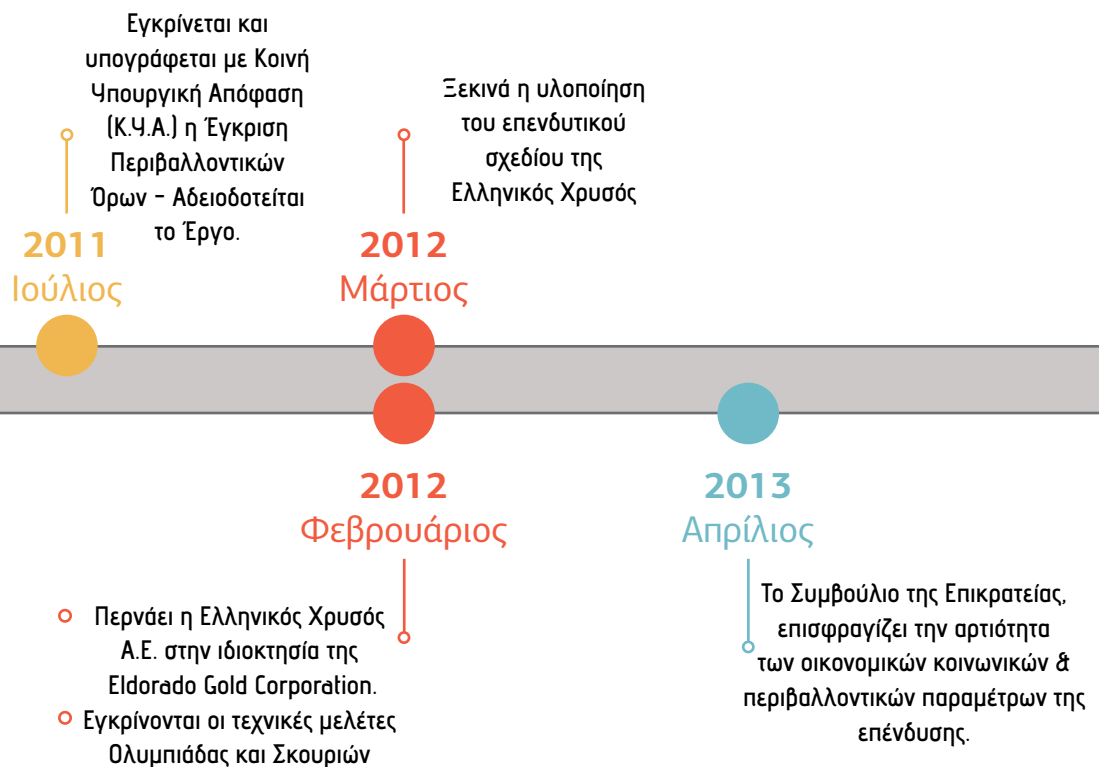 Εγκρίνεται και
υπογράφεται με Κοινή
Υπουργική Απόφαση
(Κ.Υ.Α.) η Έγκριση
Περιβαλλοντικών
Όρων - Αδειοδοτείται
το Έργο.
2011
Ιούλιος
Ξεκινά η υλοποίηση
του επενδυτικού
σχεδίου της
Ελληνικός Χρυσός
2012
Μάρτιος
2012
Φεβρουάριος
Περνάει η Ελληνικός Χρυσός
Α.Ε. στην ιδιοκτησία της
Eldorado Gold Corporation.
Εγκρίνονται οι τεχνικές μελέτες
Ολυμπιάδας και Σκουριών
2013
Απρίλιος
Το Συμβούλιο της Επικρατείας,
επισφραγίζει την αρτιότητα
των οικονομικών κοινωνικών &
περιβαλλοντικών παραμέτρων της
επένδυσης.